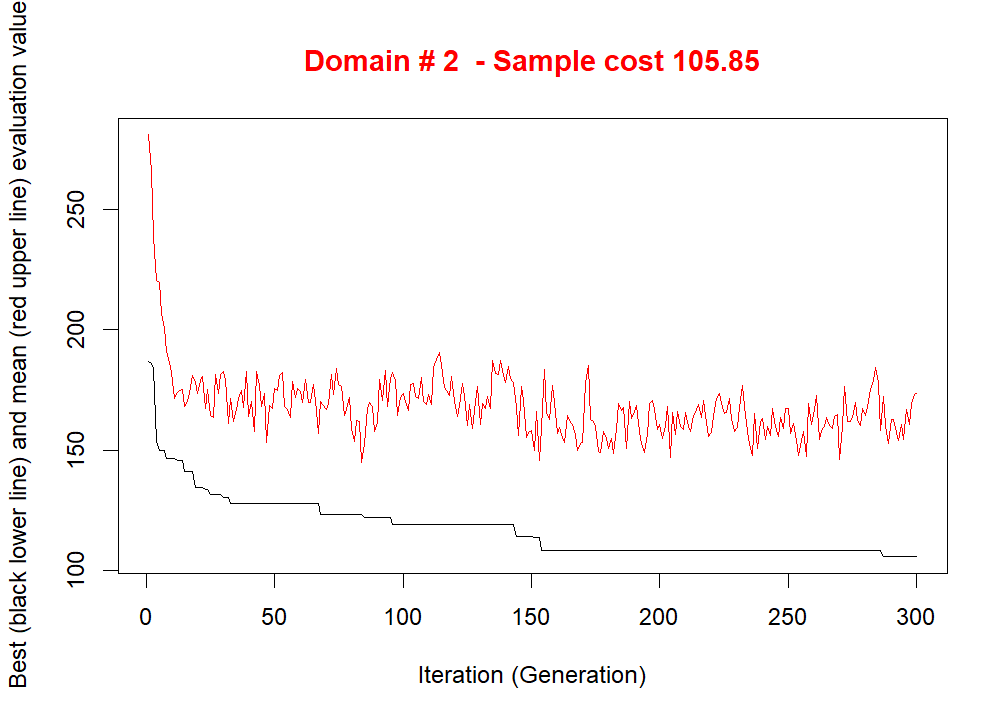 Domain # 2  - Sample cost 105.85
Best (black lower line) and mean (red upper line) evaluation value
250
200
150
100
0 50 100 150 200 250 300
Iteration (Generation)